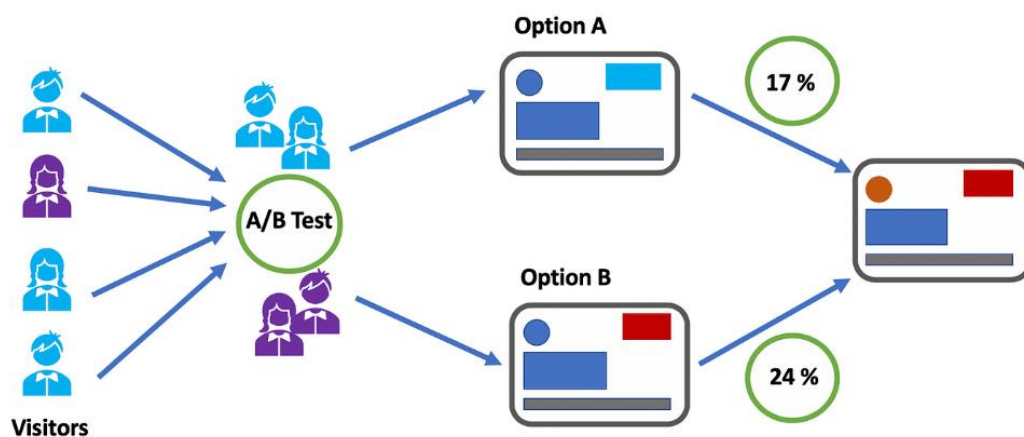 Option A
17 %
A/B Test
Option B
24 %
Visitors